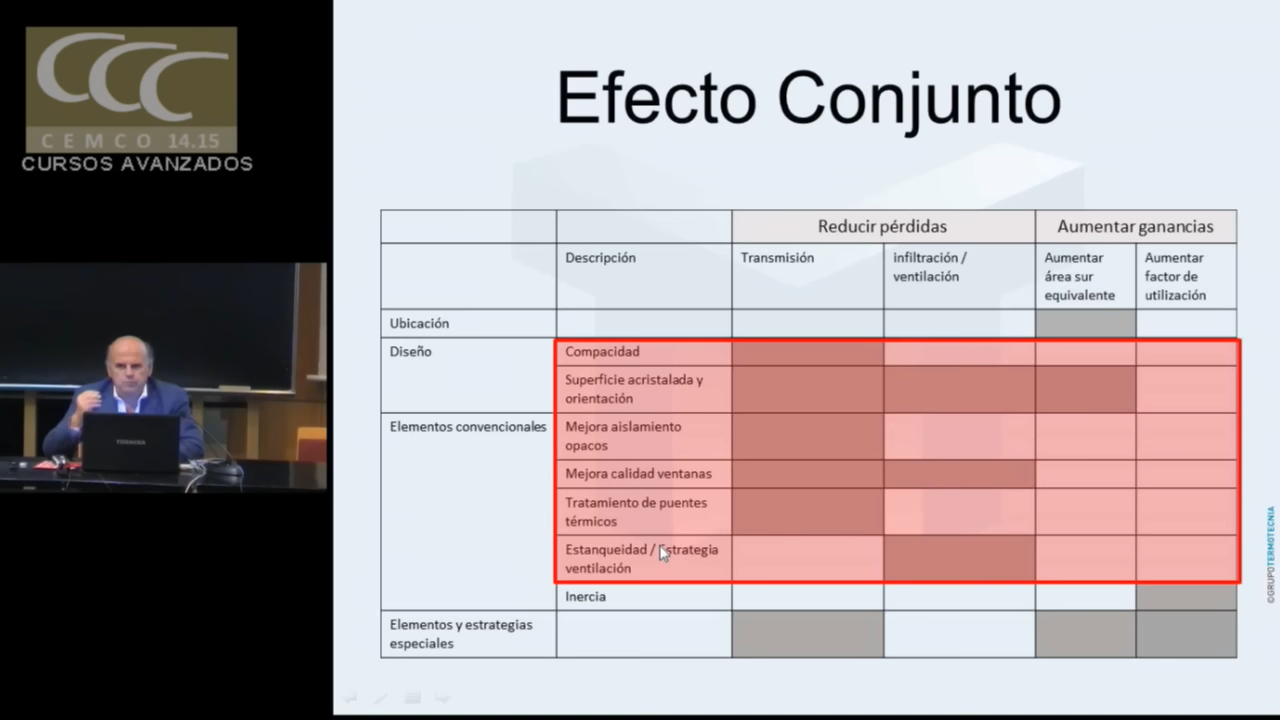 CCC
CEMCO 14.15
CURSOS AVANZADOS
TOSHIBA
Efecto Conjunto
Reducir pérdidas
Aumentar ganancias
Descripción
Transmisión
infiltración /
ventilación
Aumentar
área sur
equivalente
Aumentar
factor de
utilización
Ubicación
Diseño
Compacidad
Superficie acristalada y
orientación
Elementos convencionales
Mejora aislamiento
opacos
Mejora calidad ventanas
Tratamiento de puentes
térmicos
Estanqueidad / Estrategia
ventilación
Inercia
Elementos y estrategias
especiales
©GRUPOTERMOTECNIA